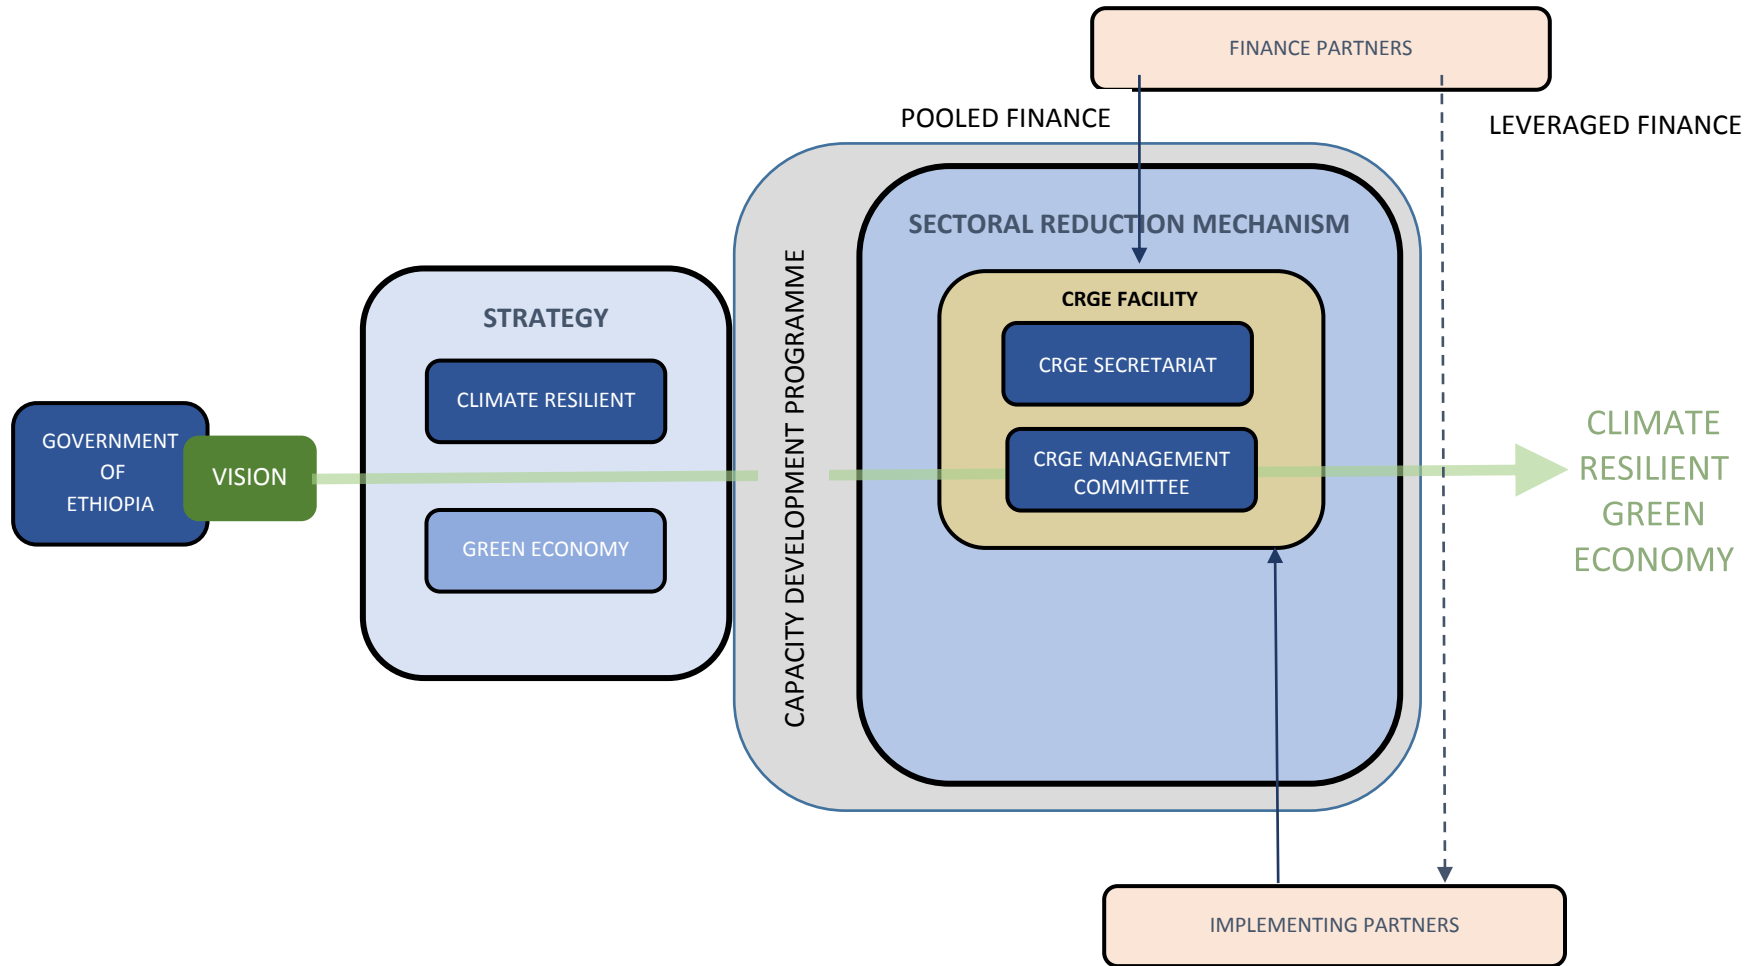 FINANCE PARTNERS
POOLED FINANCE
LEVERAGED FINANCE
SECTORAL REDUCTION MECHANISM
CAPACITY DEVELOPMENT PROGRAMME
CRGE FACILITY
STRATEGY
CRGE SECRETARIAT
CLIMATE RESILIENT
GOVERNMENT
OF
ETHIOPIA
VISION
CRGE MANAGEMENT
COMMITTEE
CLIMATE
RESILIENT
GREEN
ECONOMY
GREEN ECONOMY
IMPLEMENTING PARTNERS